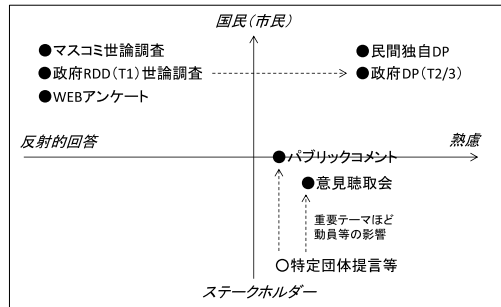 国民(市民)
●マスコミ世論調査
●政府RDD(T1)世論調査
●WEBアンケート
●民間独自DP
●政府DP(T2/3)
反射的回答
熟慮
●パブリックコメント
●意見聴取会
重要テーマほど
動員等の影響
○特定団体提言等
ステークホルダー